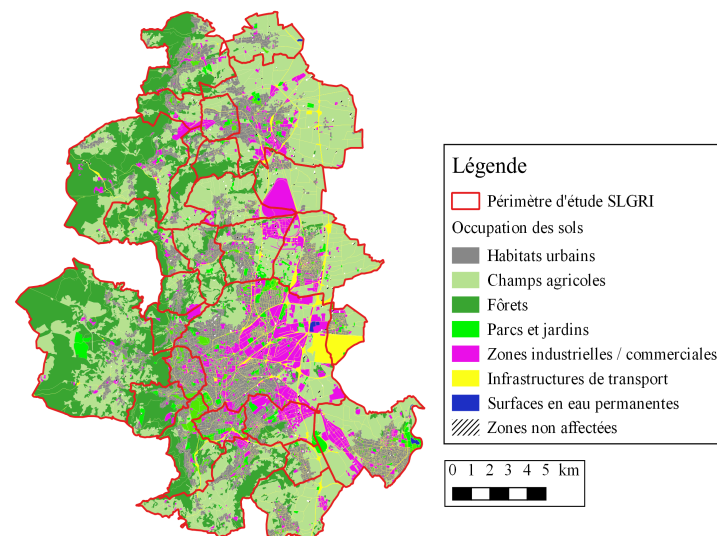 Légende
Périmètre d'étude SLGRI
Occupation des sols
Habitats urbains
Champs agricoles
Fôrets
Parcs et jardins
Zones industrielles / commerciales
Infrastructures de transport
Surfaces en eau permanentes
Zones non affectées
0 1 2 3 4 5 km